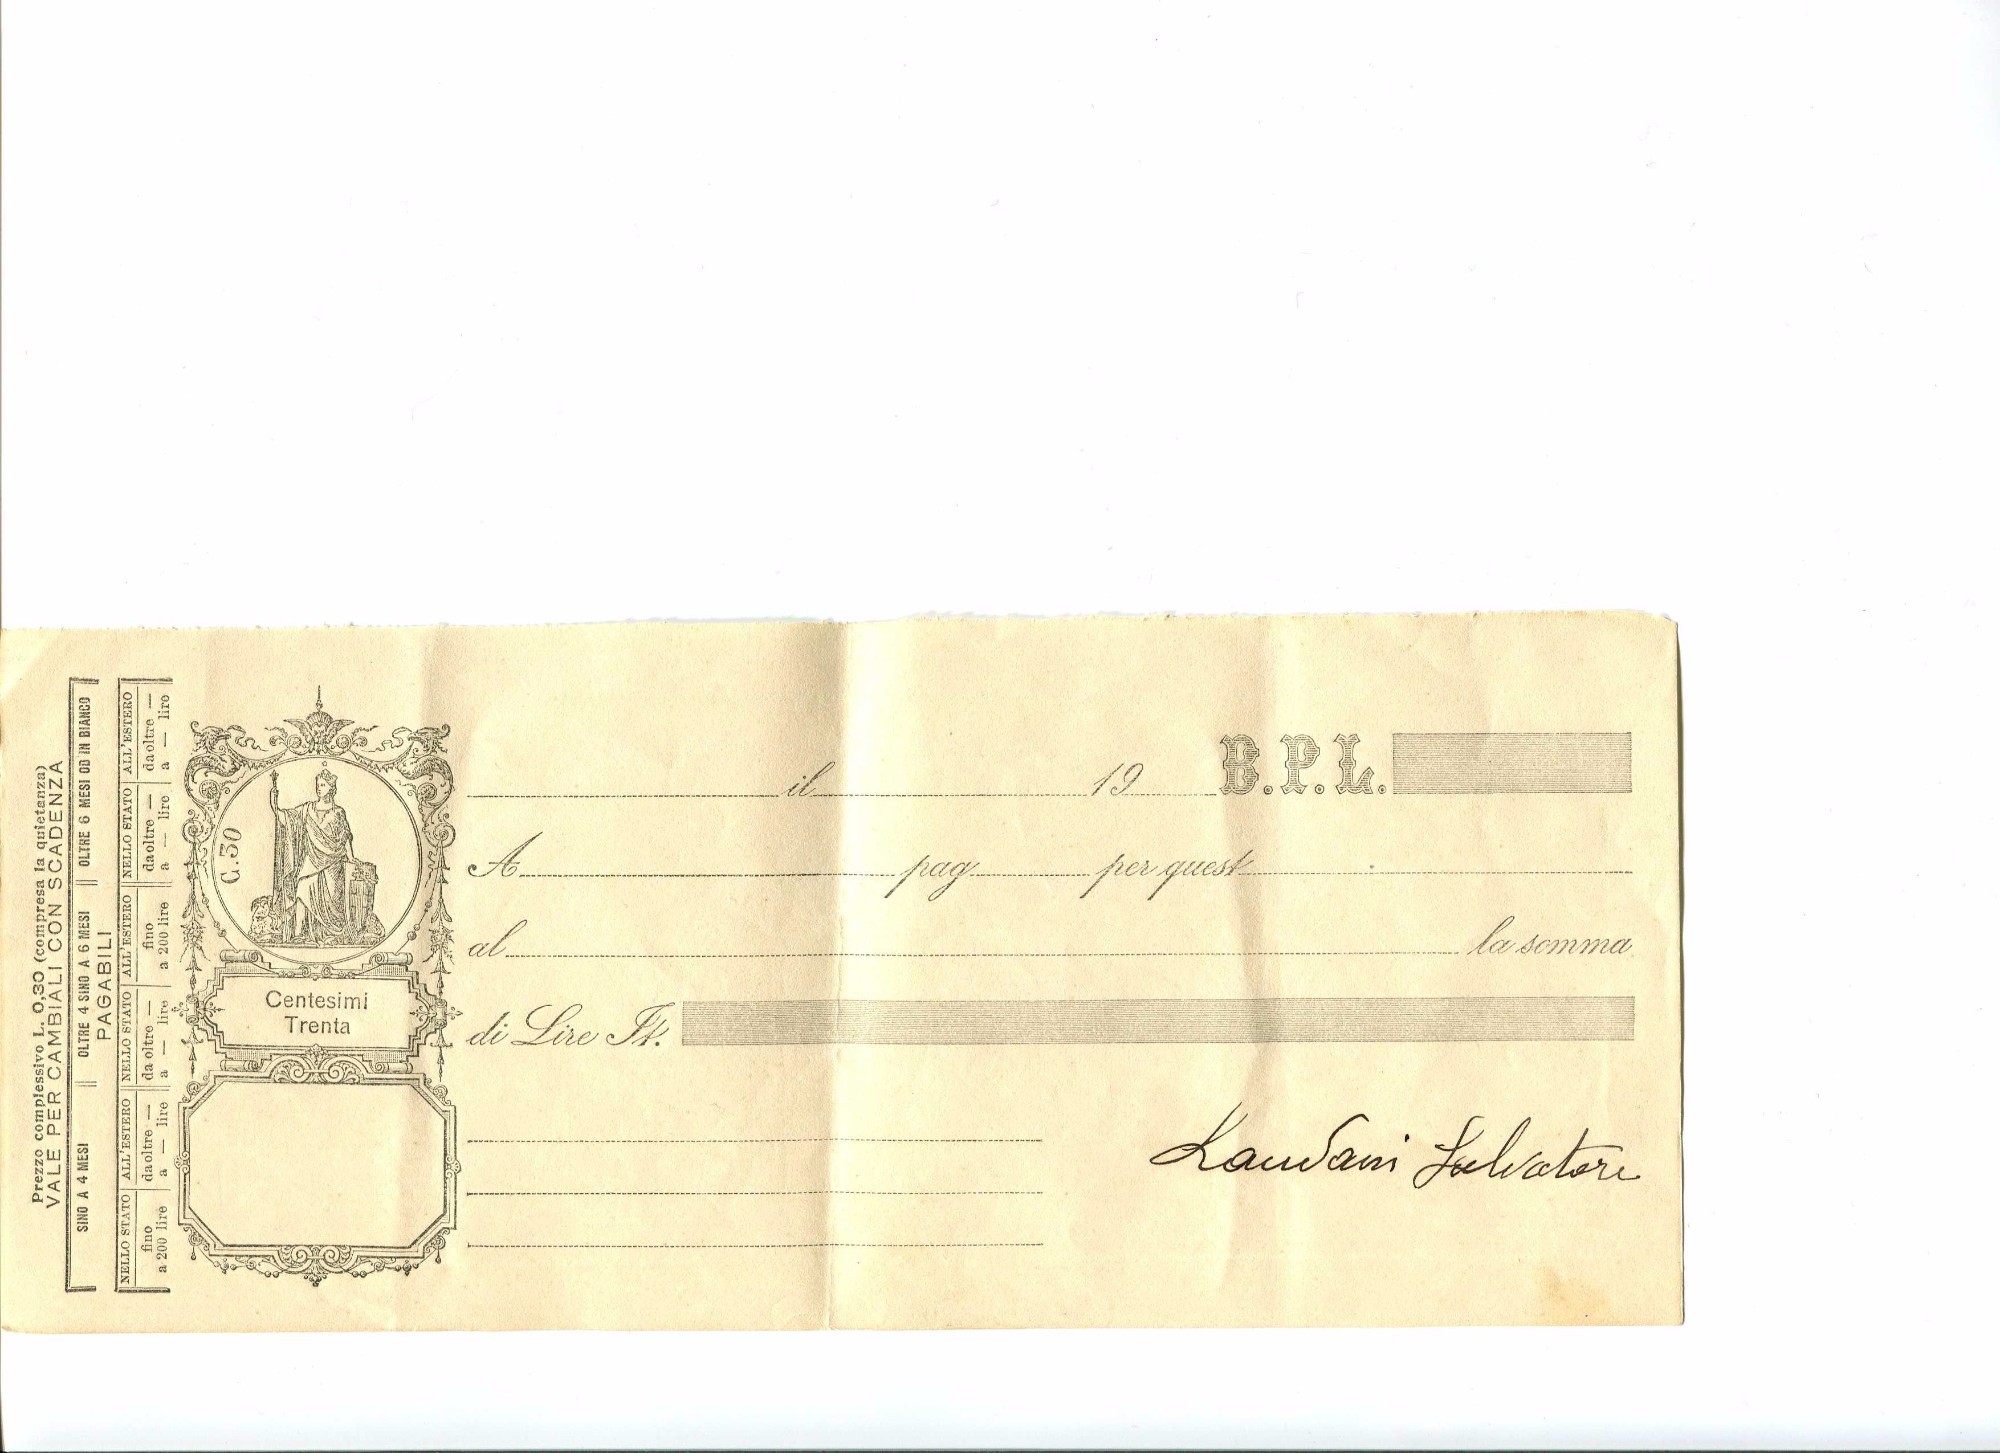 Prezzo complessivo L. 0,30 (compresa la quietanza)
VALE PER CAMBIALI CON SCADENZA
SINO A 4 MESI OLTRE 4 SINO A 6 MESI OLTRE 6 MESI OD IN BIANCO
PAGABILI
NELLO STATO ALL'ESTERO NELLO STATO ALL'ESTERO NELLO STATO ALL'ESTERO
fino da oltre — da oltre — fino da oltre — da oltre —
a 200 lire a — lire a — lire a 200 lire a — lire a — lire
C. 30
Centesimi
Trenta
il 19 B.P.L.
A pag per quest
al la somma
di Lire It.
Salvatore